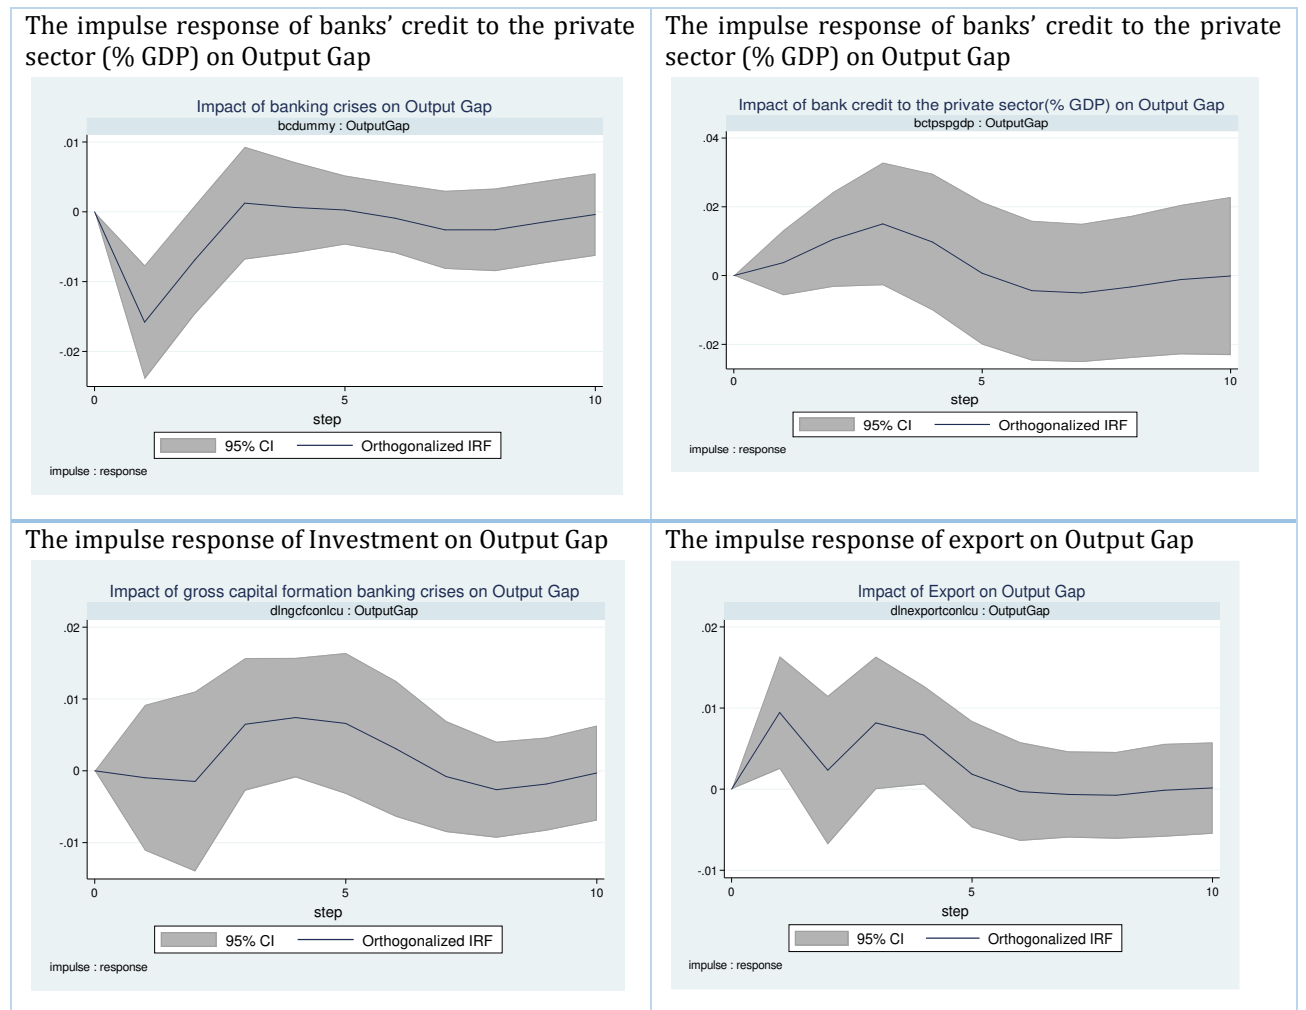 The impulse response of banks’ credit to the private
sector (% GDP) on Output Gap
Impact of banking crises on Output Gap
bcdummy : OutputGap
.01
0
-.01
-.02
0
5
10
step
95% CI
Orthogonalized IRF
impulse : response
The impulse response of banks’ credit to the private
sector (% GDP) on Output Gap
Impact of bank credit to the private sector(% GDP) on Output Gap
bctpspgdp : OutputGap
.04
.02
0
-.02
0
5
10
step
95% CI
Orthogonalized IRF
impulse : response
The impulse response of Investment on Output Gap
Impact of gross capital formation banking crises on Output Gap
dlngcfconlcu : OutputGap
.02
.01
0
-.01
0
5
10
step
95% CI
Orthogonalized IRF
impulse : response
The impulse response of export on Output Gap
Impact of Export on Output Gap
dlnexportconlcu : OutputGap
.02
.01
0
-.01
0
5
10
step
95% CI
Orthogonalized IRF
impulse : response